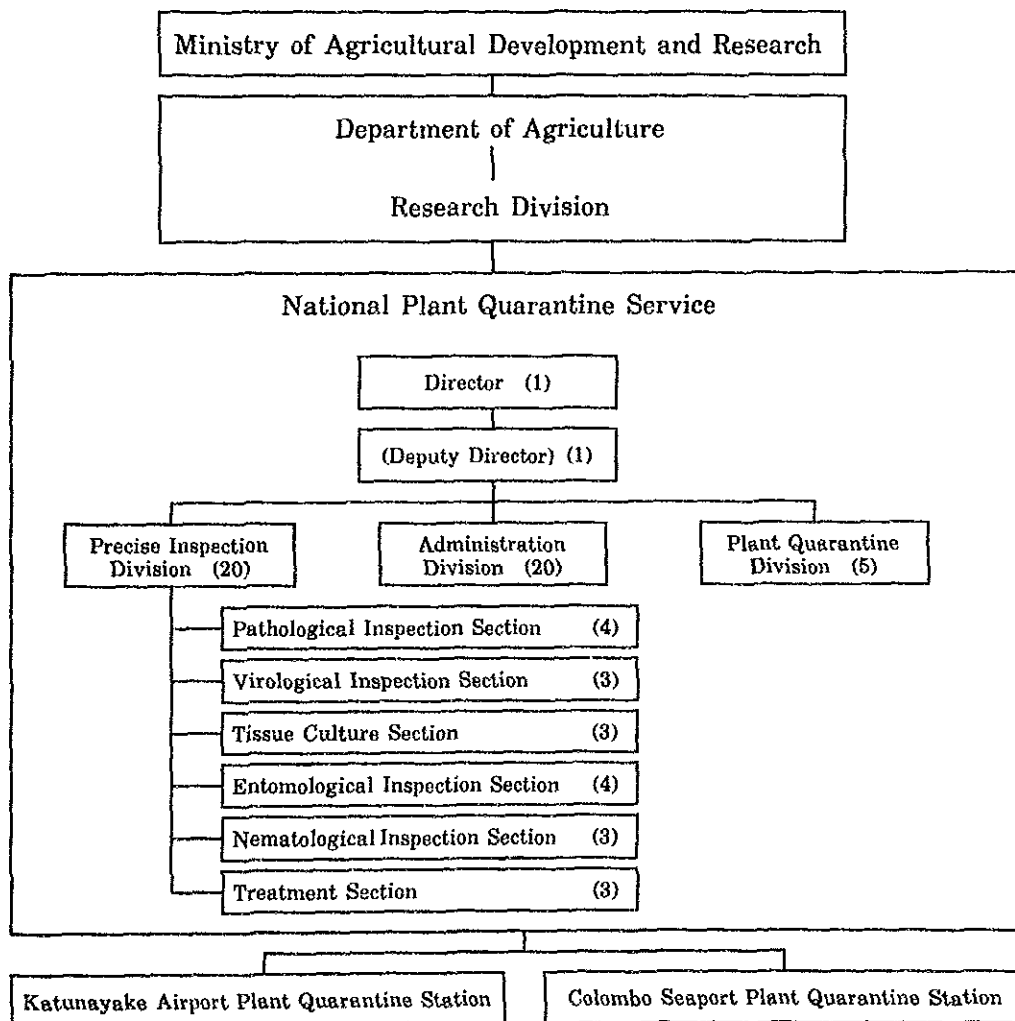 Ministry of Agricultural Development and Research
Department of Agriculture
Research Division
National Plant Quarantine Service
Director (1)
(Deputy Director) (1)
Precise Inspection
Division (20)
Administration
Division (20)
Plant Quarantine
Division (5)
Pathological Inspection Section (4)
Virological Inspection Section (3)
Tissue Culture Section (3)
Entomological Inspection Section (4)
Nematological Inspection Section (3)
Treatment Section (3)
Katunayake Airport Plant Quarantine Station
Colombo Seaport Plant Quarantine Station